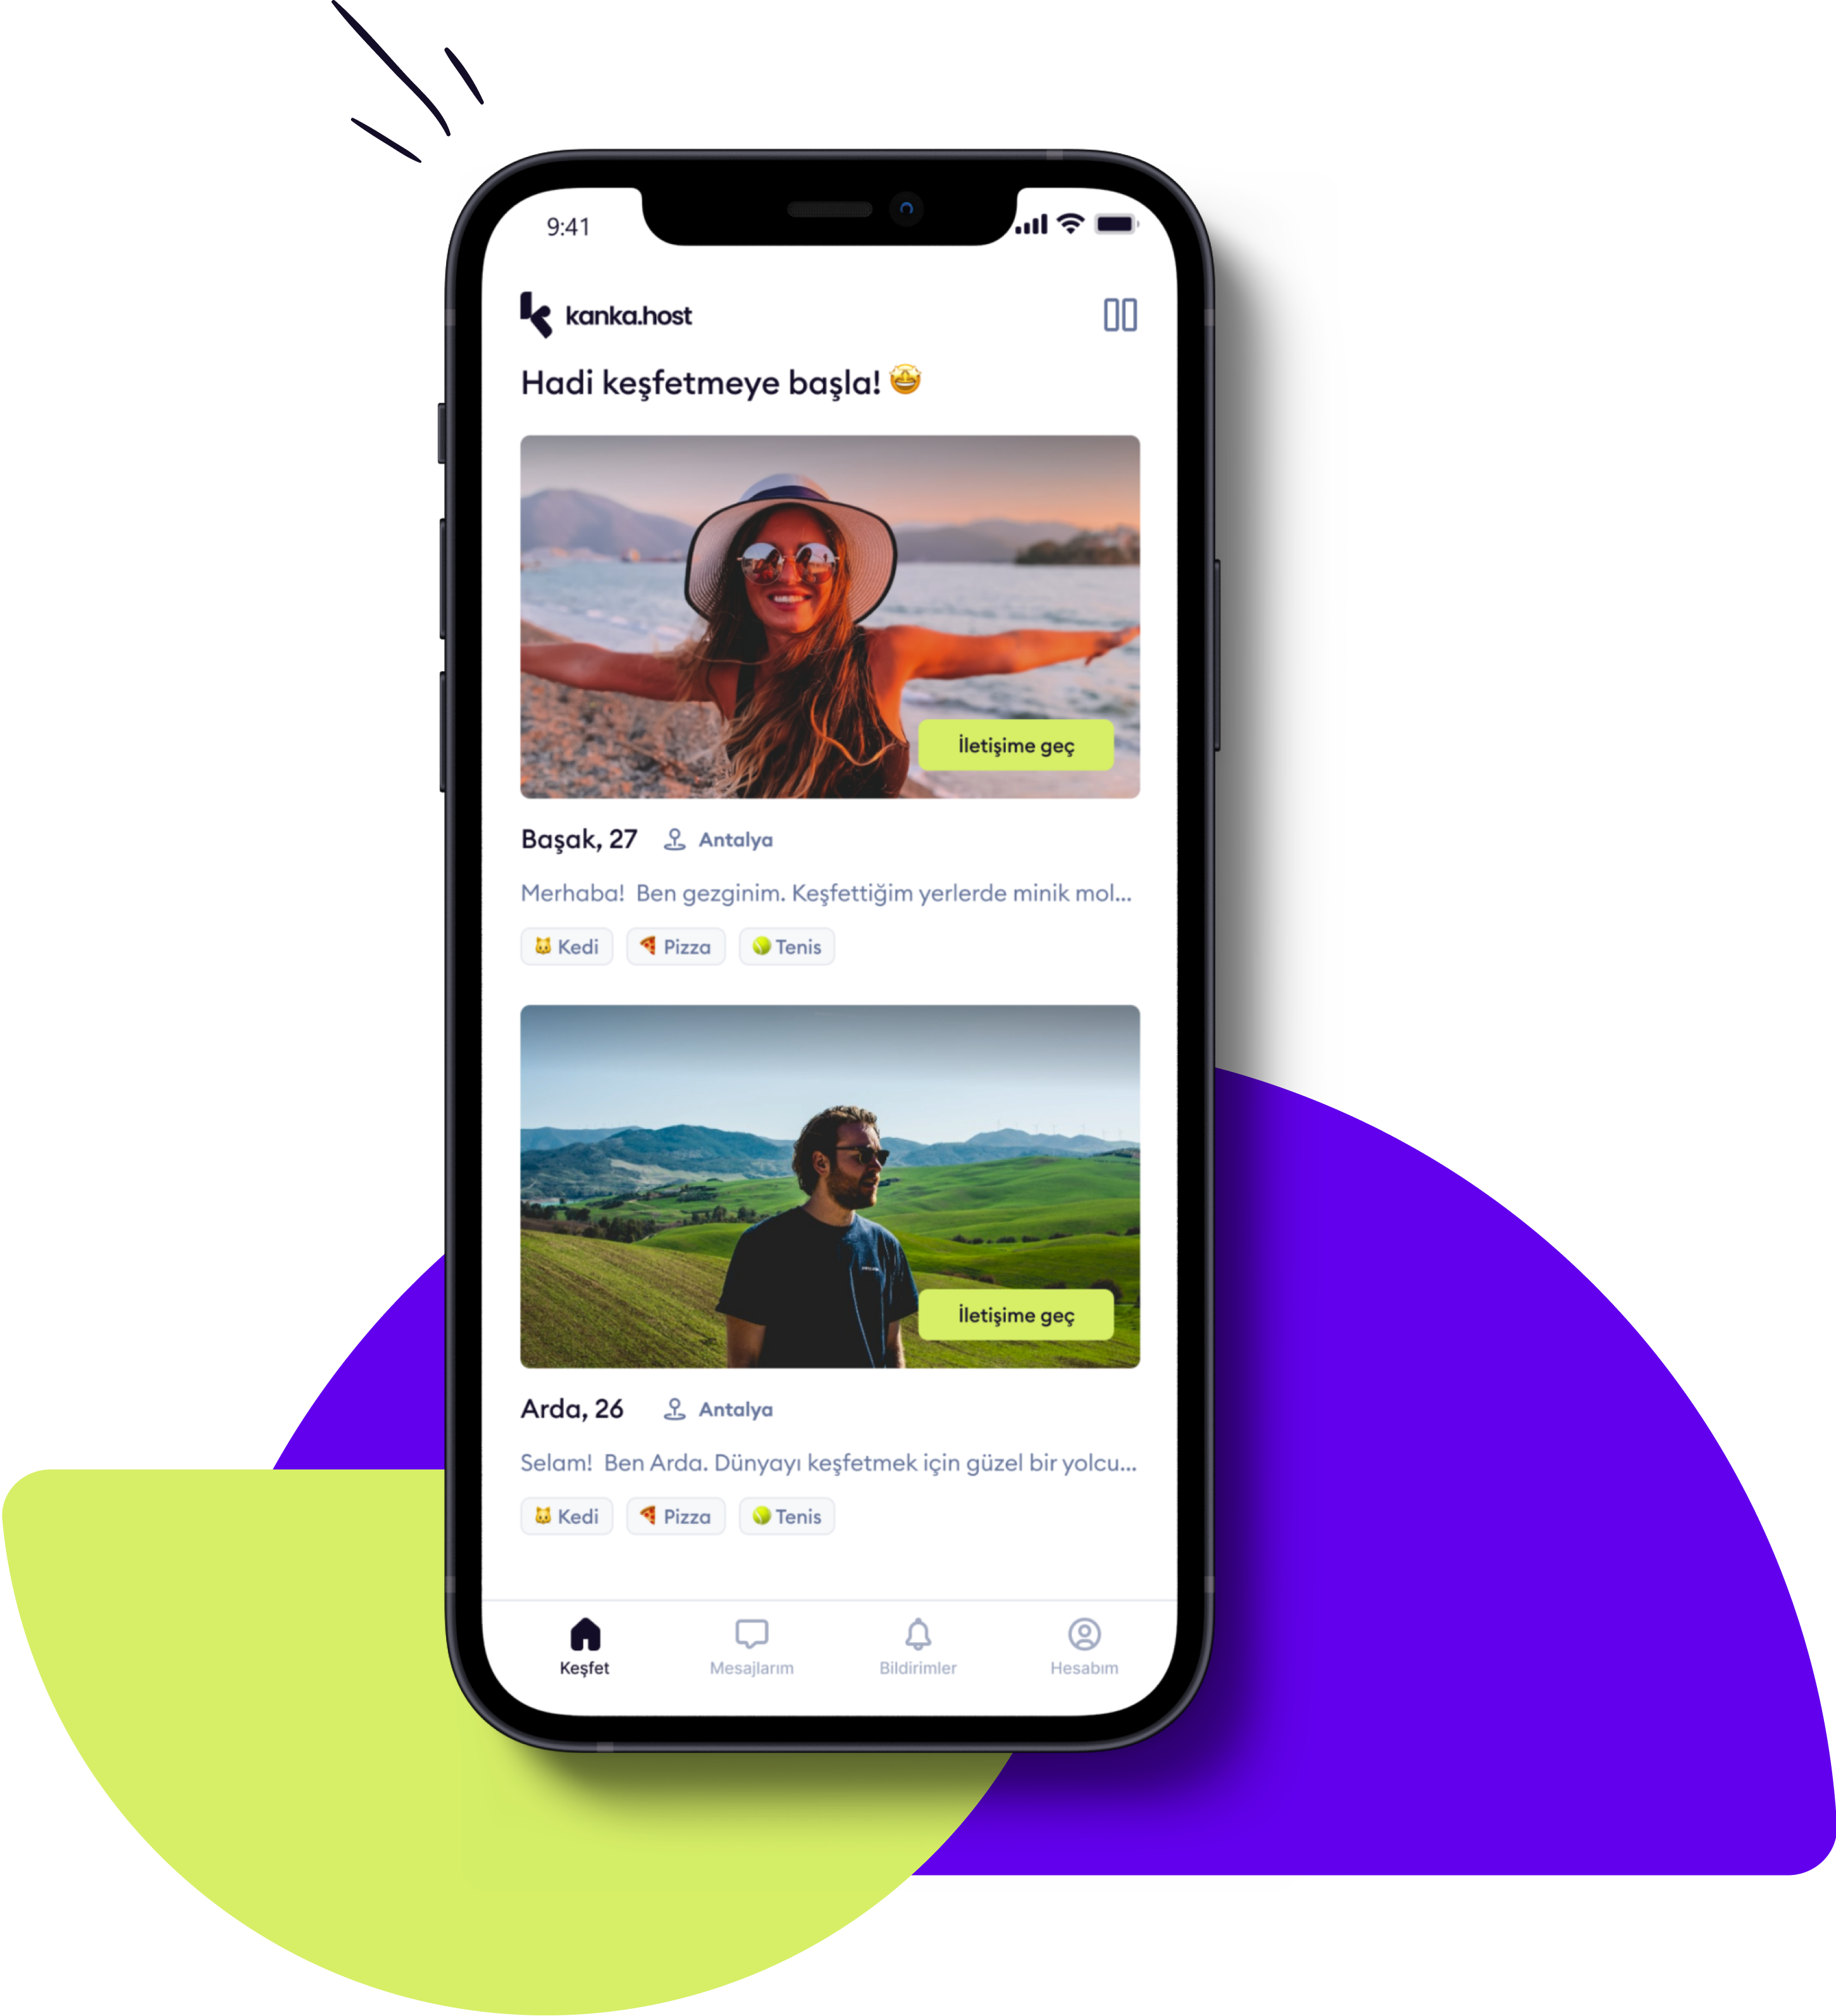 9:41
kanka.host
Hadi keşfetmeye başla! 🤩
İletişime geç
Başak, 27 Antalya
Merhaba! Ben gezginim. Keşfettiğim yerlerde minik mol...
🐱 Kedi 🍕 Pizza 🎾 Tenis
İletişime geç
Arda, 26 Antalya
Selam! Ben Arda. Dünyayı keşfetmek için güzel bir yolcu...
🐱 Kedi 🍕 Pizza 🎾 Tenis
Keşfet Mesajlarım Bildirimler Hesabım